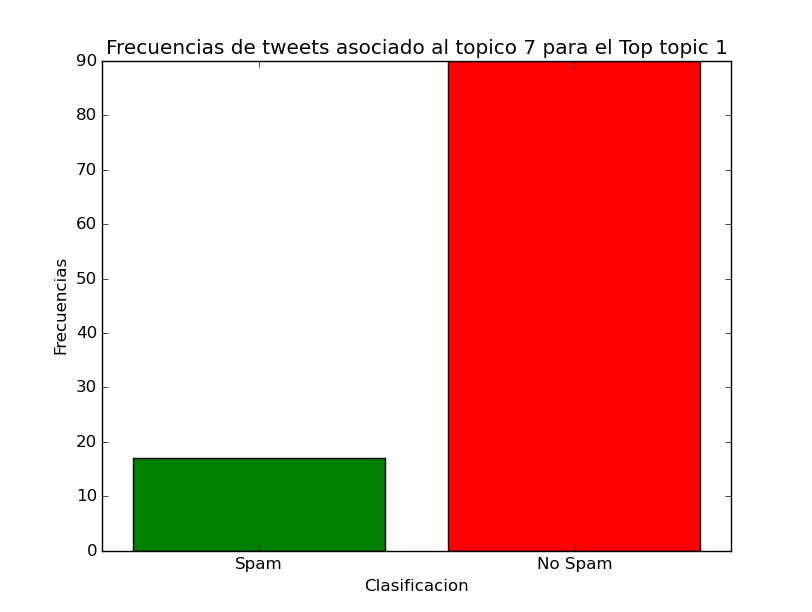 Frecuencias de tweets asociado al topico 7 para el Top topic 1
90
80
70
60
50
40
30
20
10
0
Frecuencias
Spam No Spam
Clasificacion